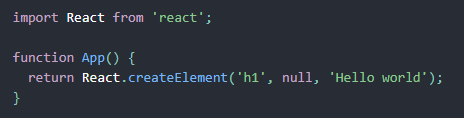 import React from 'react';

function App() {
  return React.createElement('h1', null, 'Hello world');
}